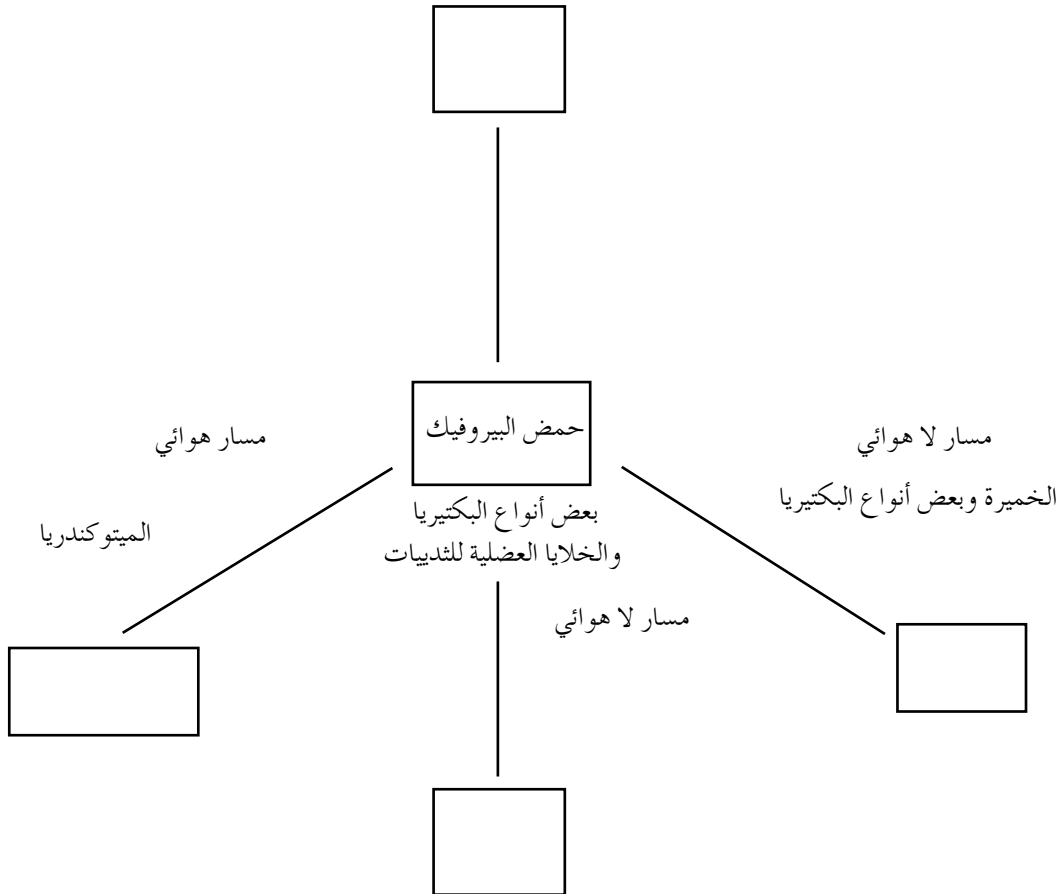 حمض البيروفيك
مسار لا هوائي
الخميرة وبعض أنواع البكتيريا
مسار هوائي
الميتوكندريا
بعض أنواع البكتيريا
والخلايا العضلية للثدييات
مسار لا هوائي